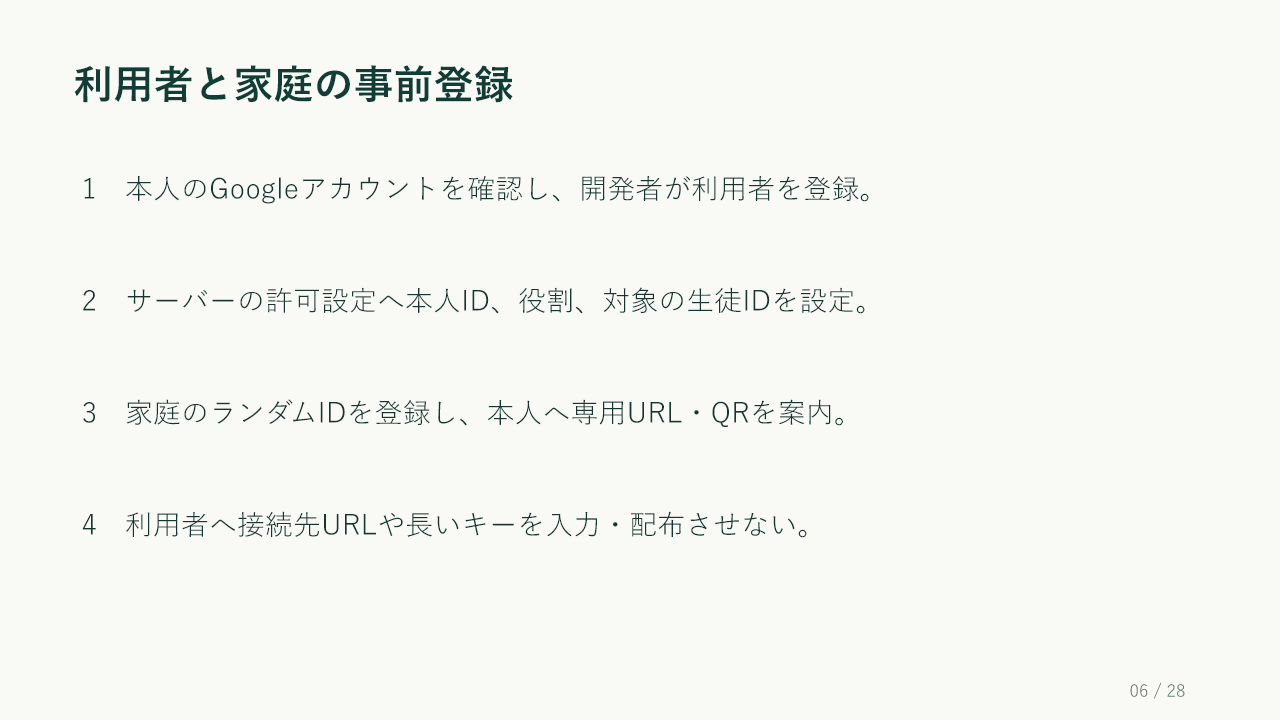 利用者と家庭の事前登録
1 本人のGoogleアカウントを確認し、開発者が利用者を登録。
2 サーバーの許可設定へ本人ID、役割、対象の生徒IDを設定。
3 家庭のランダムIDを登録し、本人へ専用URL・QRを案内。
4 利用者へ接続先URLや長いキーを入力・配布させない。
06 / 28